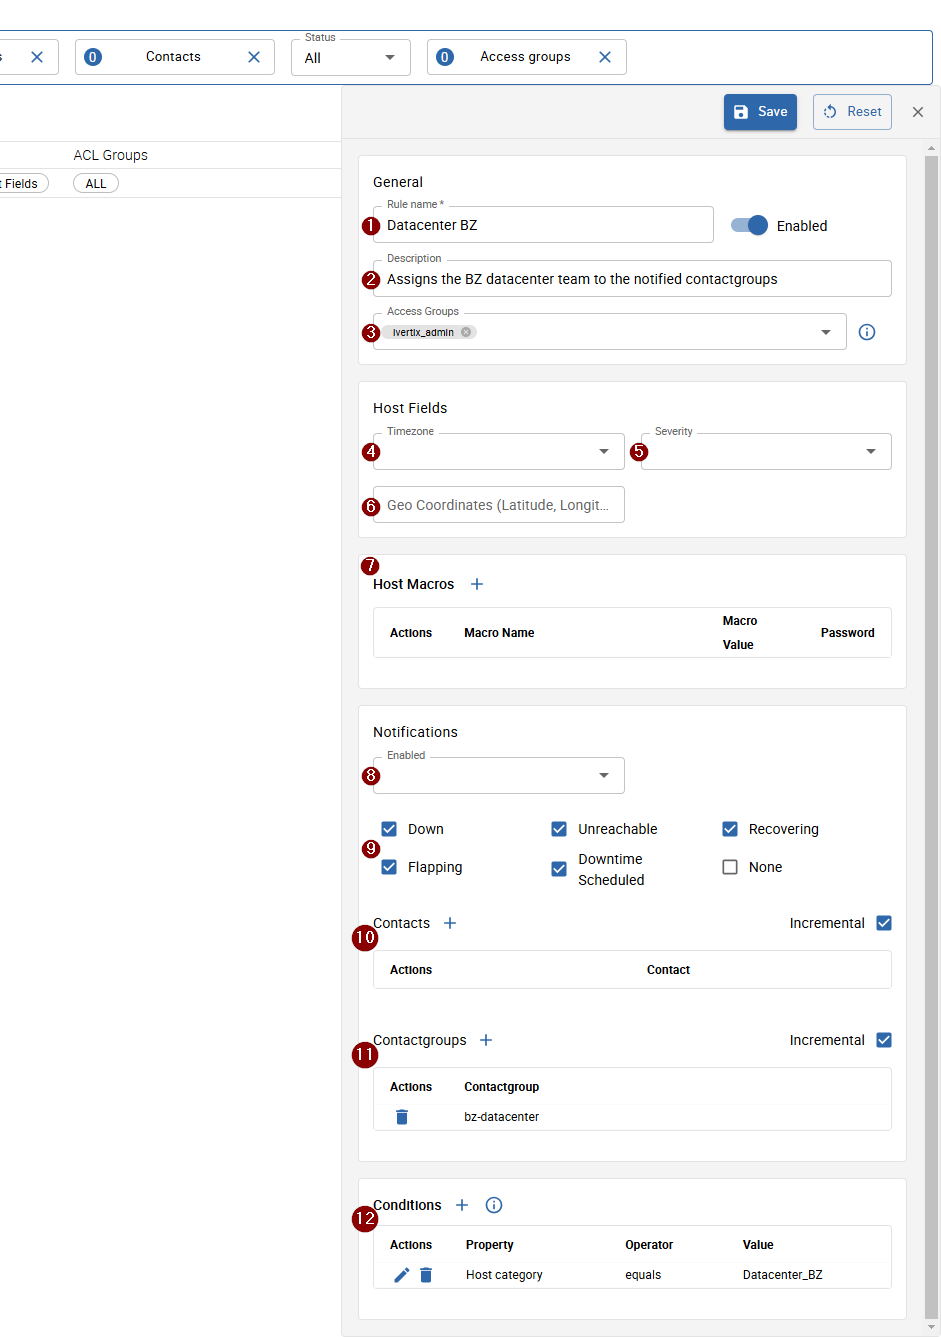 s
0 Contacts
Status
All
0 Access groups
Save
Reset
ACL Groups
t Fields
ALL
General
Rule name *
1 Datacenter BZ
Enabled
Description
2 Assigns the BZ datacenter team to the notified contactgroups
Access Groups
3 ivertix_admin
Host Fields
Timezone
4
Severity
5
6 Geo Coordinates (Latitude, Longit...
7
Host Macros
Actions Macro Name Macro Value Password
Notifications
Enabled
8
Down Unreachable Recovering
9
Flapping Downtime Scheduled None
Contacts Incremental
10
Actions Contact
Contactgroups Incremental
11
Actions Contactgroup
bz-datacenter
Conditions
12
Actions Property Operator Value
Host category equals Datacenter_BZ